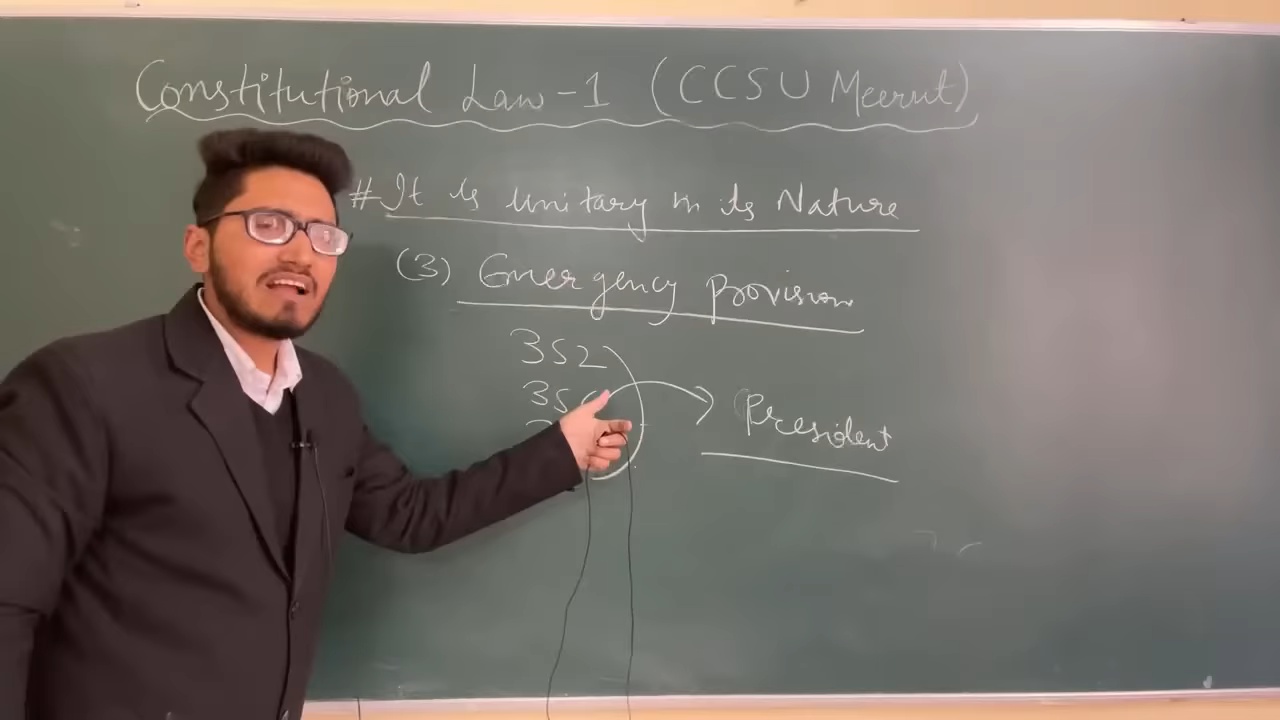 Constitutional Law-1 (CCSU Meerut)
# It is Unitary in its Nature
(3) Emergency Provision
352
President